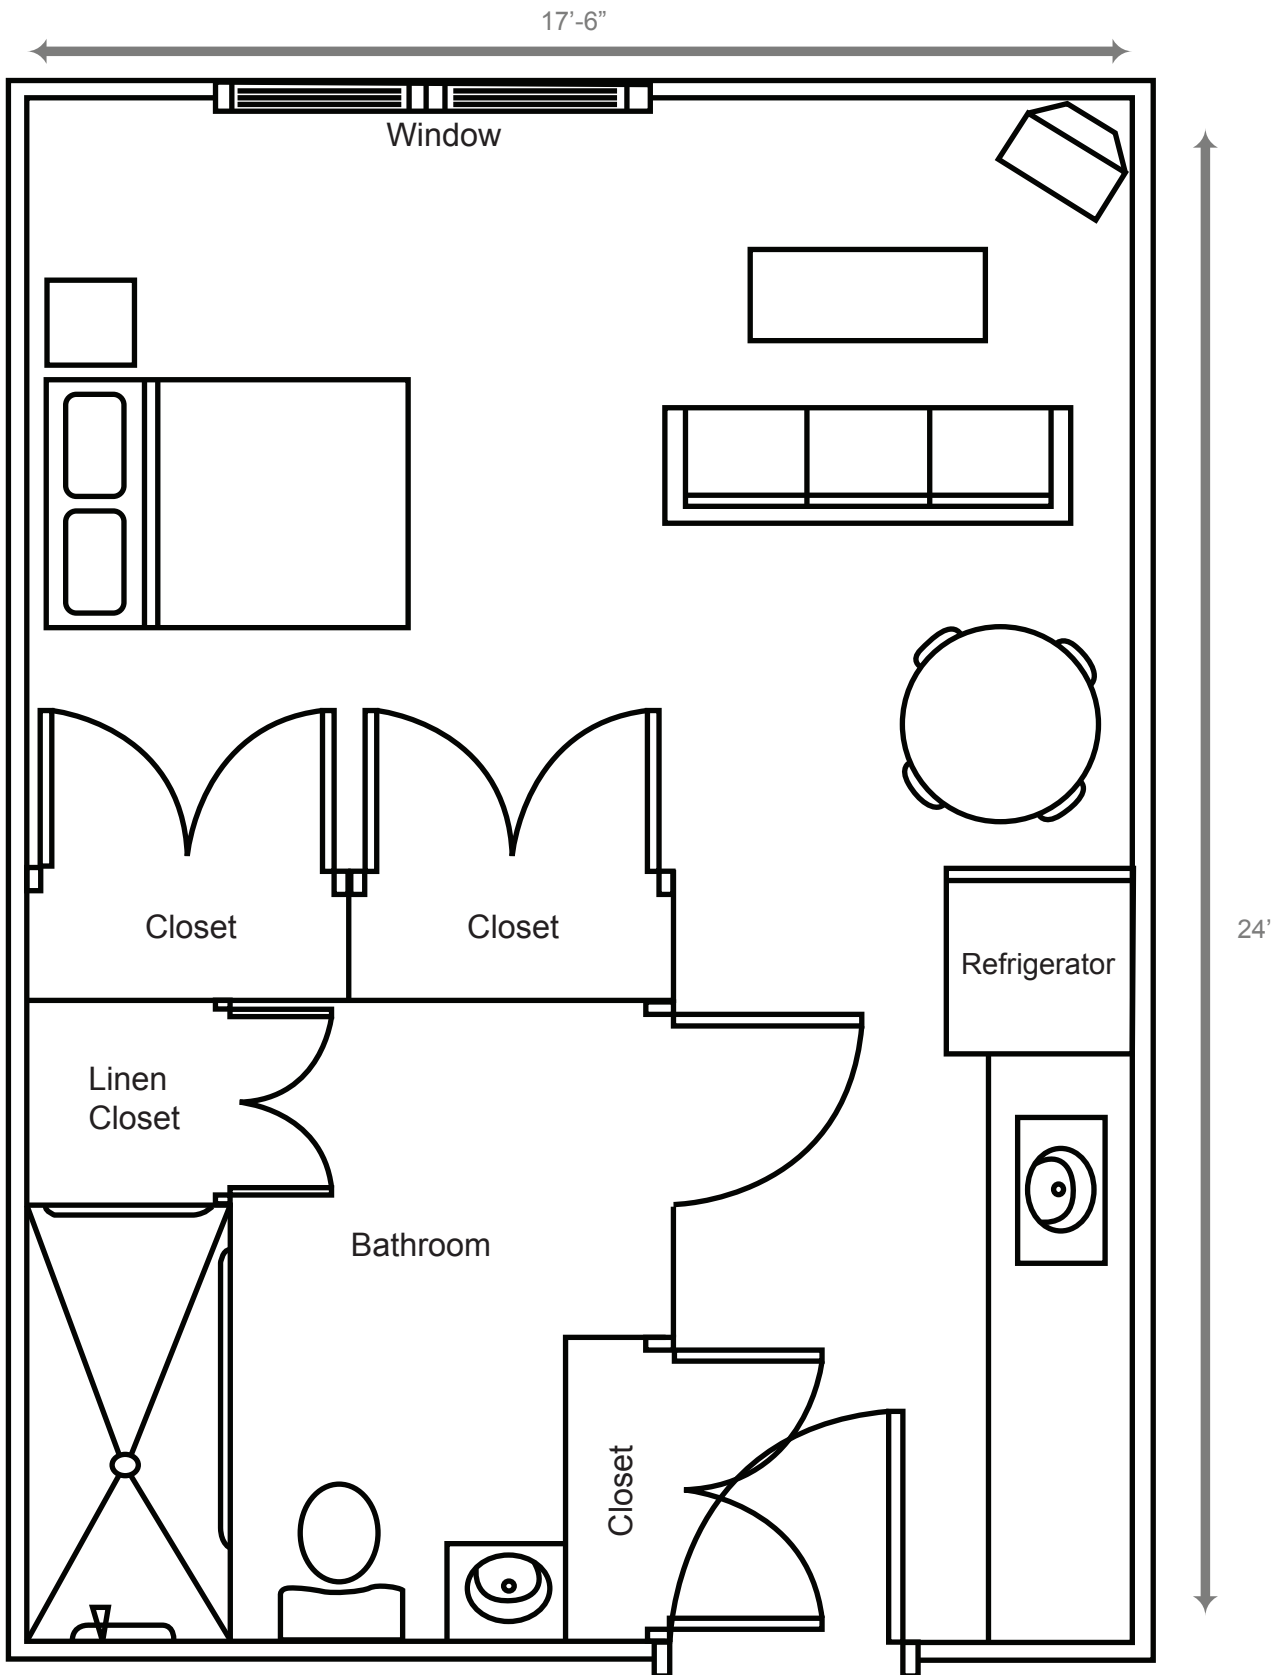 17’-6”
Window
Closet
Closet
24’
Refrigerator
Linen
Closet
Bathroom
Closet